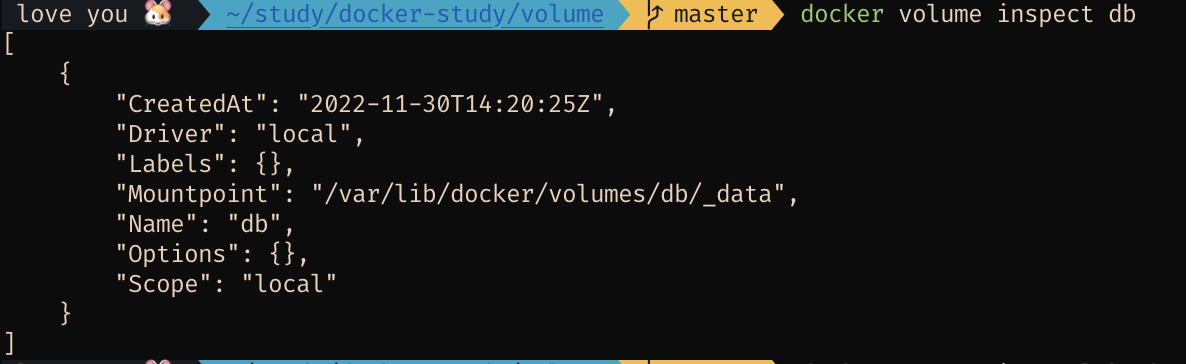 love you 🐹 ~/study/docker-study/volume master docker volume inspect db
[
    {
        "CreatedAt": "2022-11-30T14:20:25Z",
        "Driver": "local",
        "Labels": {},
        "Mountpoint": "/var/lib/docker/volumes/db/_data",
        "Name": "db",
        "Options": {},
        "Scope": "local"
    }
]